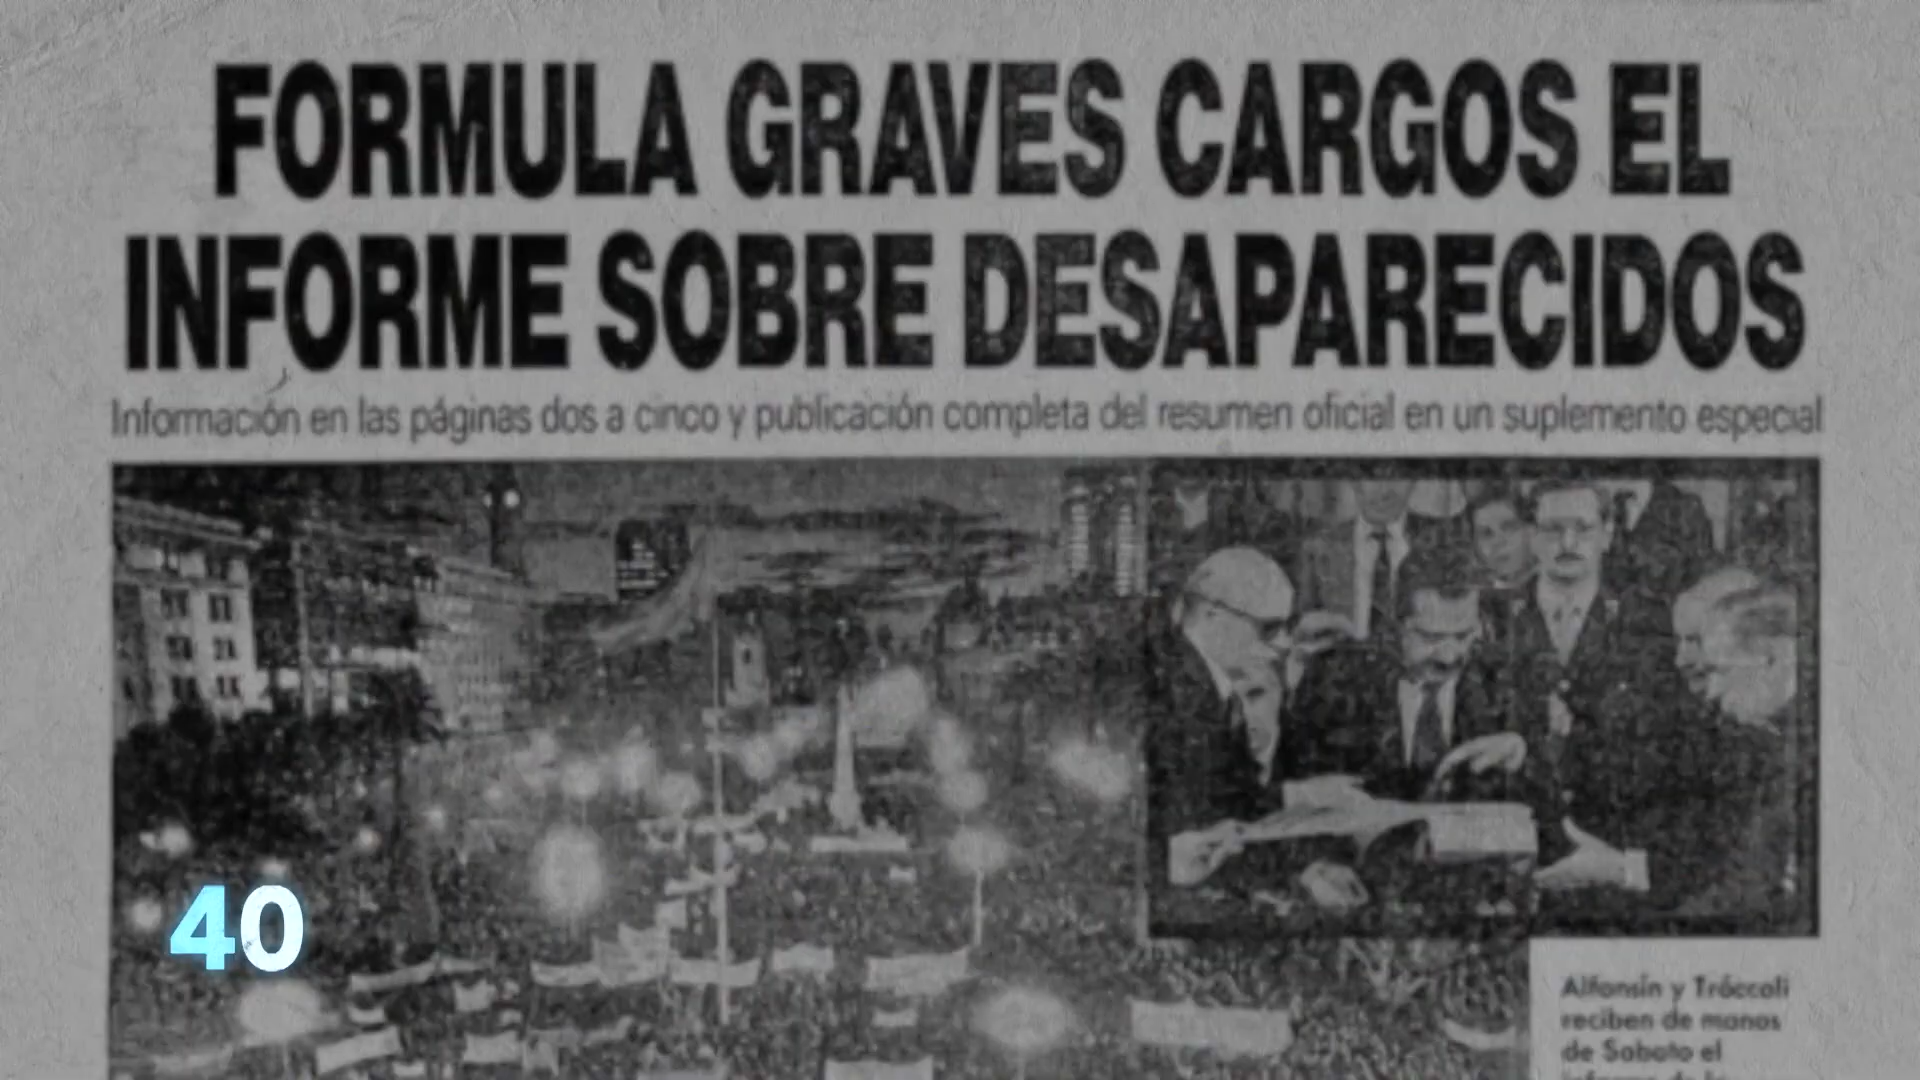 FORMULA GRAVES CARGOS EL
INFORME SOBRE DESAPARECIDOS
Información en las páginas dos a cinco y publicación completa del resumen oficial en un suplemento especial
40
Alfonsín y Tróccoli
reciben de manos
de Sabato el